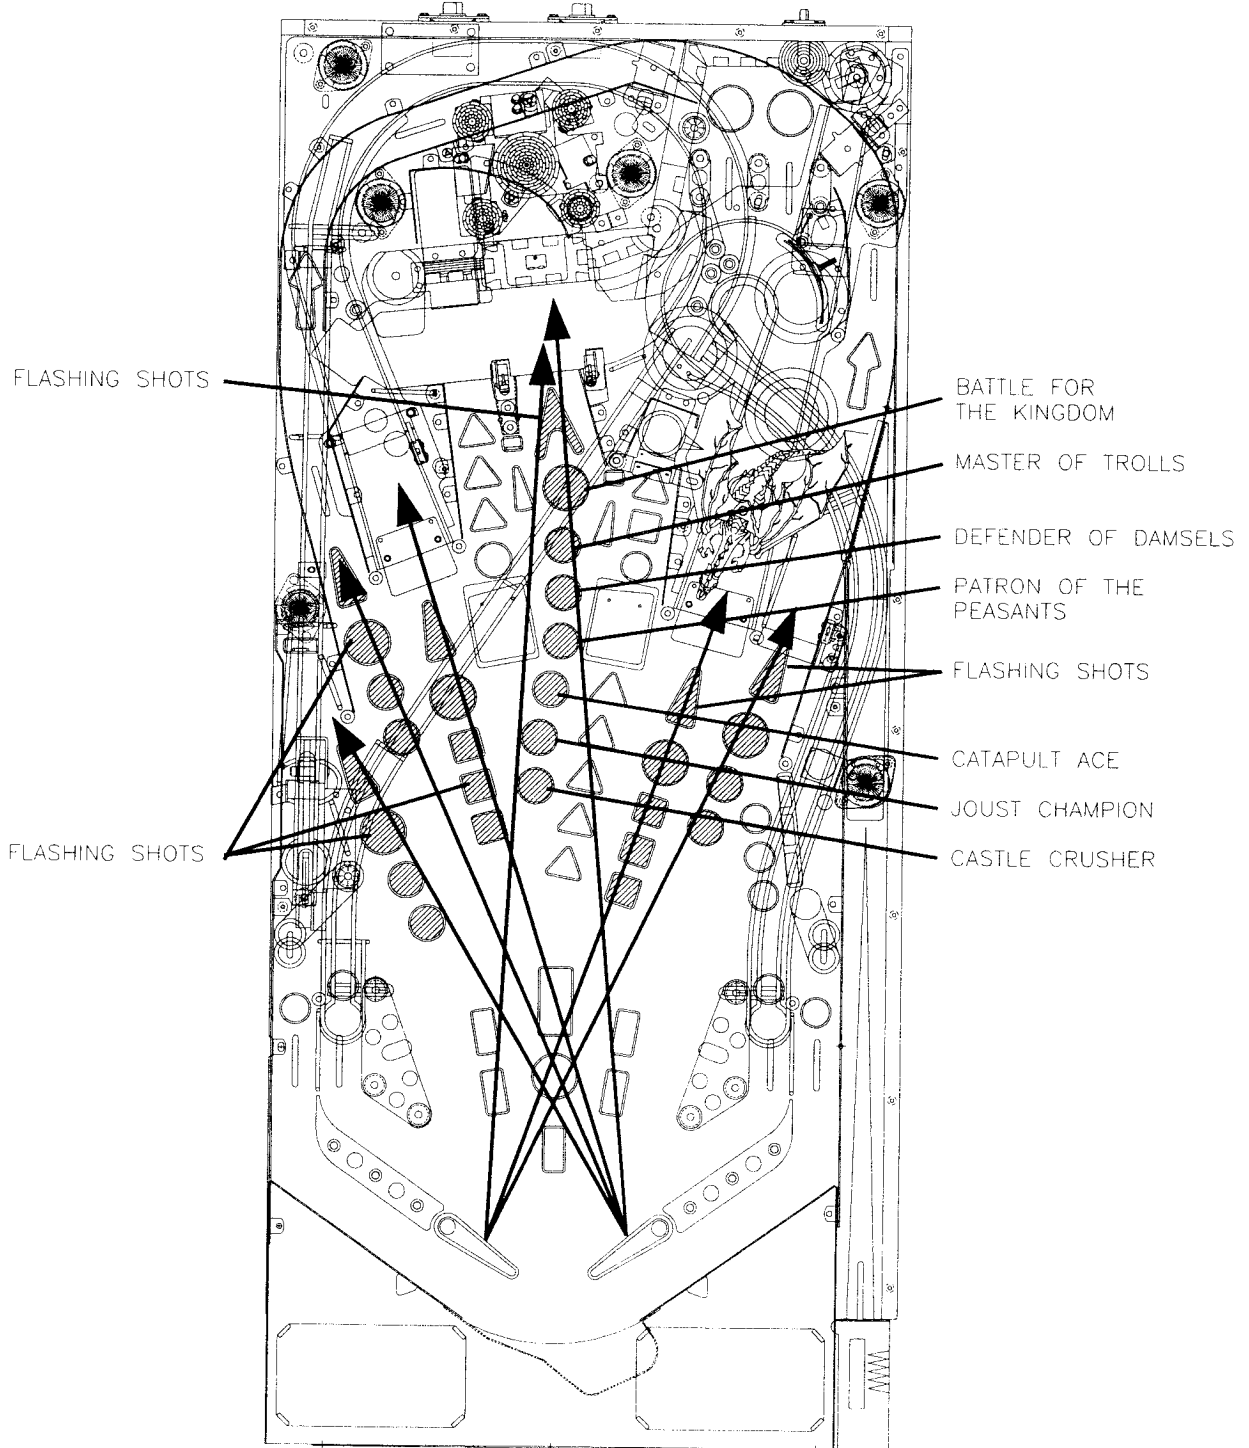 FLASHING SHOTS
BATTLE FOR
THE KINGDOM
MASTER OF TROLLS
DEFENDER OF DAMSELS
PATRON OF THE
PEASANTS
FLASHING SHOTS
CATAPULT ACE
JOUST CHAMPION
FLASHING SHOTS
CASTLE CRUSHER